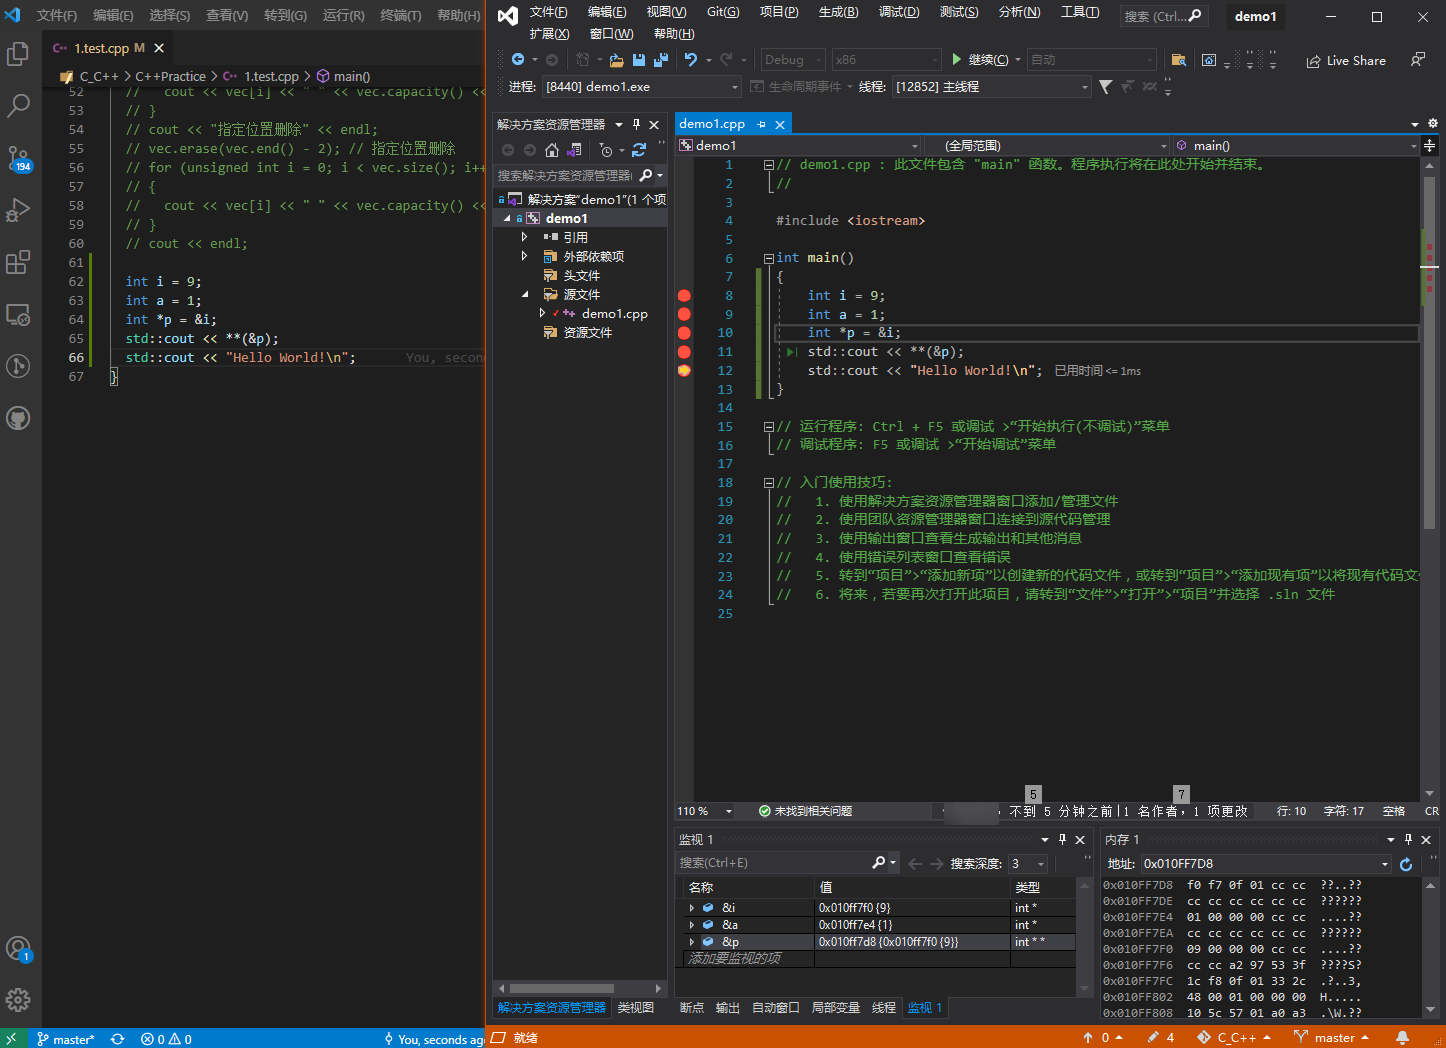 文件(F) 编辑(E) 选择(S) 查看(V) 转到(G) 运行(R) 终端(T) 帮助(H)
1.test.cpp M
C_C++ > C++Practice > 1.test.cpp > main()
52 // cout << vec[i] << " " << vec.capacity() <<
53 // }
54 // cout << "指定位置删除" << endl;
55 // vec.erase(vec.end() - 2); // 指定位置删除
56 // for (unsigned int i = 0; i < vec.size(); i++
57 // {
58 // cout << vec[i] << " " << vec.capacity() <<
59 // }
60 // cout << endl;
61
62 int i = 9;
63 int a = 1;
64 int *p = &i;
65 std::cout << **(&p);
66 std::cout << "Hello World!\n"; You, secon
67 }
194
1
master* 0 0 You, seconds ag
文件(F) 编辑(E) 视图(V) Git(G) 项目(P) 生成(B) 调试(D) 测试(S) 分析(N) 工具(T) 搜索 (Ctrl... demo1
扩展(X) 窗口(W) 帮助(H)
Debug x86 继续(C) 自动 Live Share
进程: [8440] demo1.exe 生命周期事件 线程: [12852] 主线程
解决方案资源管理器
搜索解决方案资源管理器(
解决方案"demo1"(1 个项
demo1
引用
外部依赖项
头文件
源文件
demo1.cpp
资源文件
解决方案资源管理器 类视图
demo1.cpp
demo1 (全局范围) main()
1 // demo1.cpp : 此文件包含 "main" 函数。程序执行将在此处开始并结束。
2 //
3
4 #include <iostream>
5
6 int main()
7 {
8 int i = 9;
9 int a = 1;
10 int *p = &i;
11 std::cout << **(&p);
12 std::cout << "Hello World!\n"; 已用时间 <= 1ms
13 }
14
15 // 运行程序: Ctrl + F5 或调试 >“开始执行(不调试)”菜单
16 // 调试程序: F5 或调试 >“开始调试”菜单
17
18 // 入门使用技巧:
19 // 1. 使用解决方案资源管理器窗口添加/管理文件
20 // 2. 使用团队资源管理器窗口连接到源代码管理
21 // 3. 使用输出窗口查看生成输出和其他消息
22 // 4. 使用错误列表窗口查看错误
23 // 5. 转到“项目”>“添加新项”以创建新的代码文件，或转到“项目”>“添加现有项”以将现有代码文
24 // 6. 将来，若要再次打开此项目，请转到“文件”>“打开”>“项目”并选择 .sln 文件
25
5 7
110 % 未找到相关问题 , 不到 5 分钟之前|1 名作者, 1 项更改 行: 10 字符: 17 空格 CR
监视 1
搜索(Ctrl+E) 搜索深度: 3
名称 值 类型
&i 0x010ff7f0 {9} int *
&a 0x010ff7e4 {1} int *
&p 0x010ff7d8 {0x010ff7f0 {9}} int * *
添加要监视的项
断点 输出 自动窗口 局部变量 线程 监视 1
内存 1
地址: 0x010FF7D8
0x010FF7D8 f0 f7 0f 01 cc cc ??..??
0x010FF7DE cc cc cc cc cc cc ??????
0x010FF7E4 01 00 00 00 cc cc ....??
0x010FF7EA cc cc cc cc cc cc ??????
0x010FF7F0 09 00 00 00 cc cc ....??
0x010FF7F6 cc cc a2 97 53 3f ????S?
0x010FF7FC 1c f8 0f 01 33 2c .?..3,
0x010FF802 48 00 01 00 00 00 H.....
0x010FF808 10 5c 57 01 a0 a3 .\W.??
就绪 0 4 C_C++ master